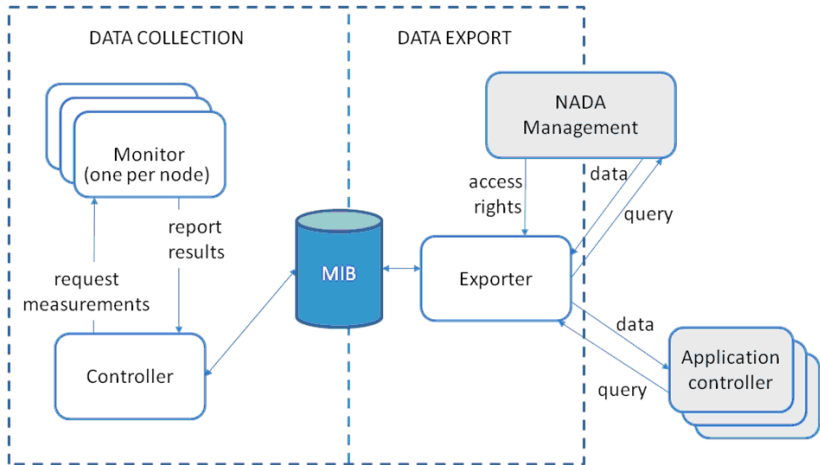 DATA COLLECTION
DATA EXPORT
NADA
Management
Monitor
(one per node)
access
rights
data
query
report
results
MIB
Exporter
request
measurements
data
Controller
query
Application
controller